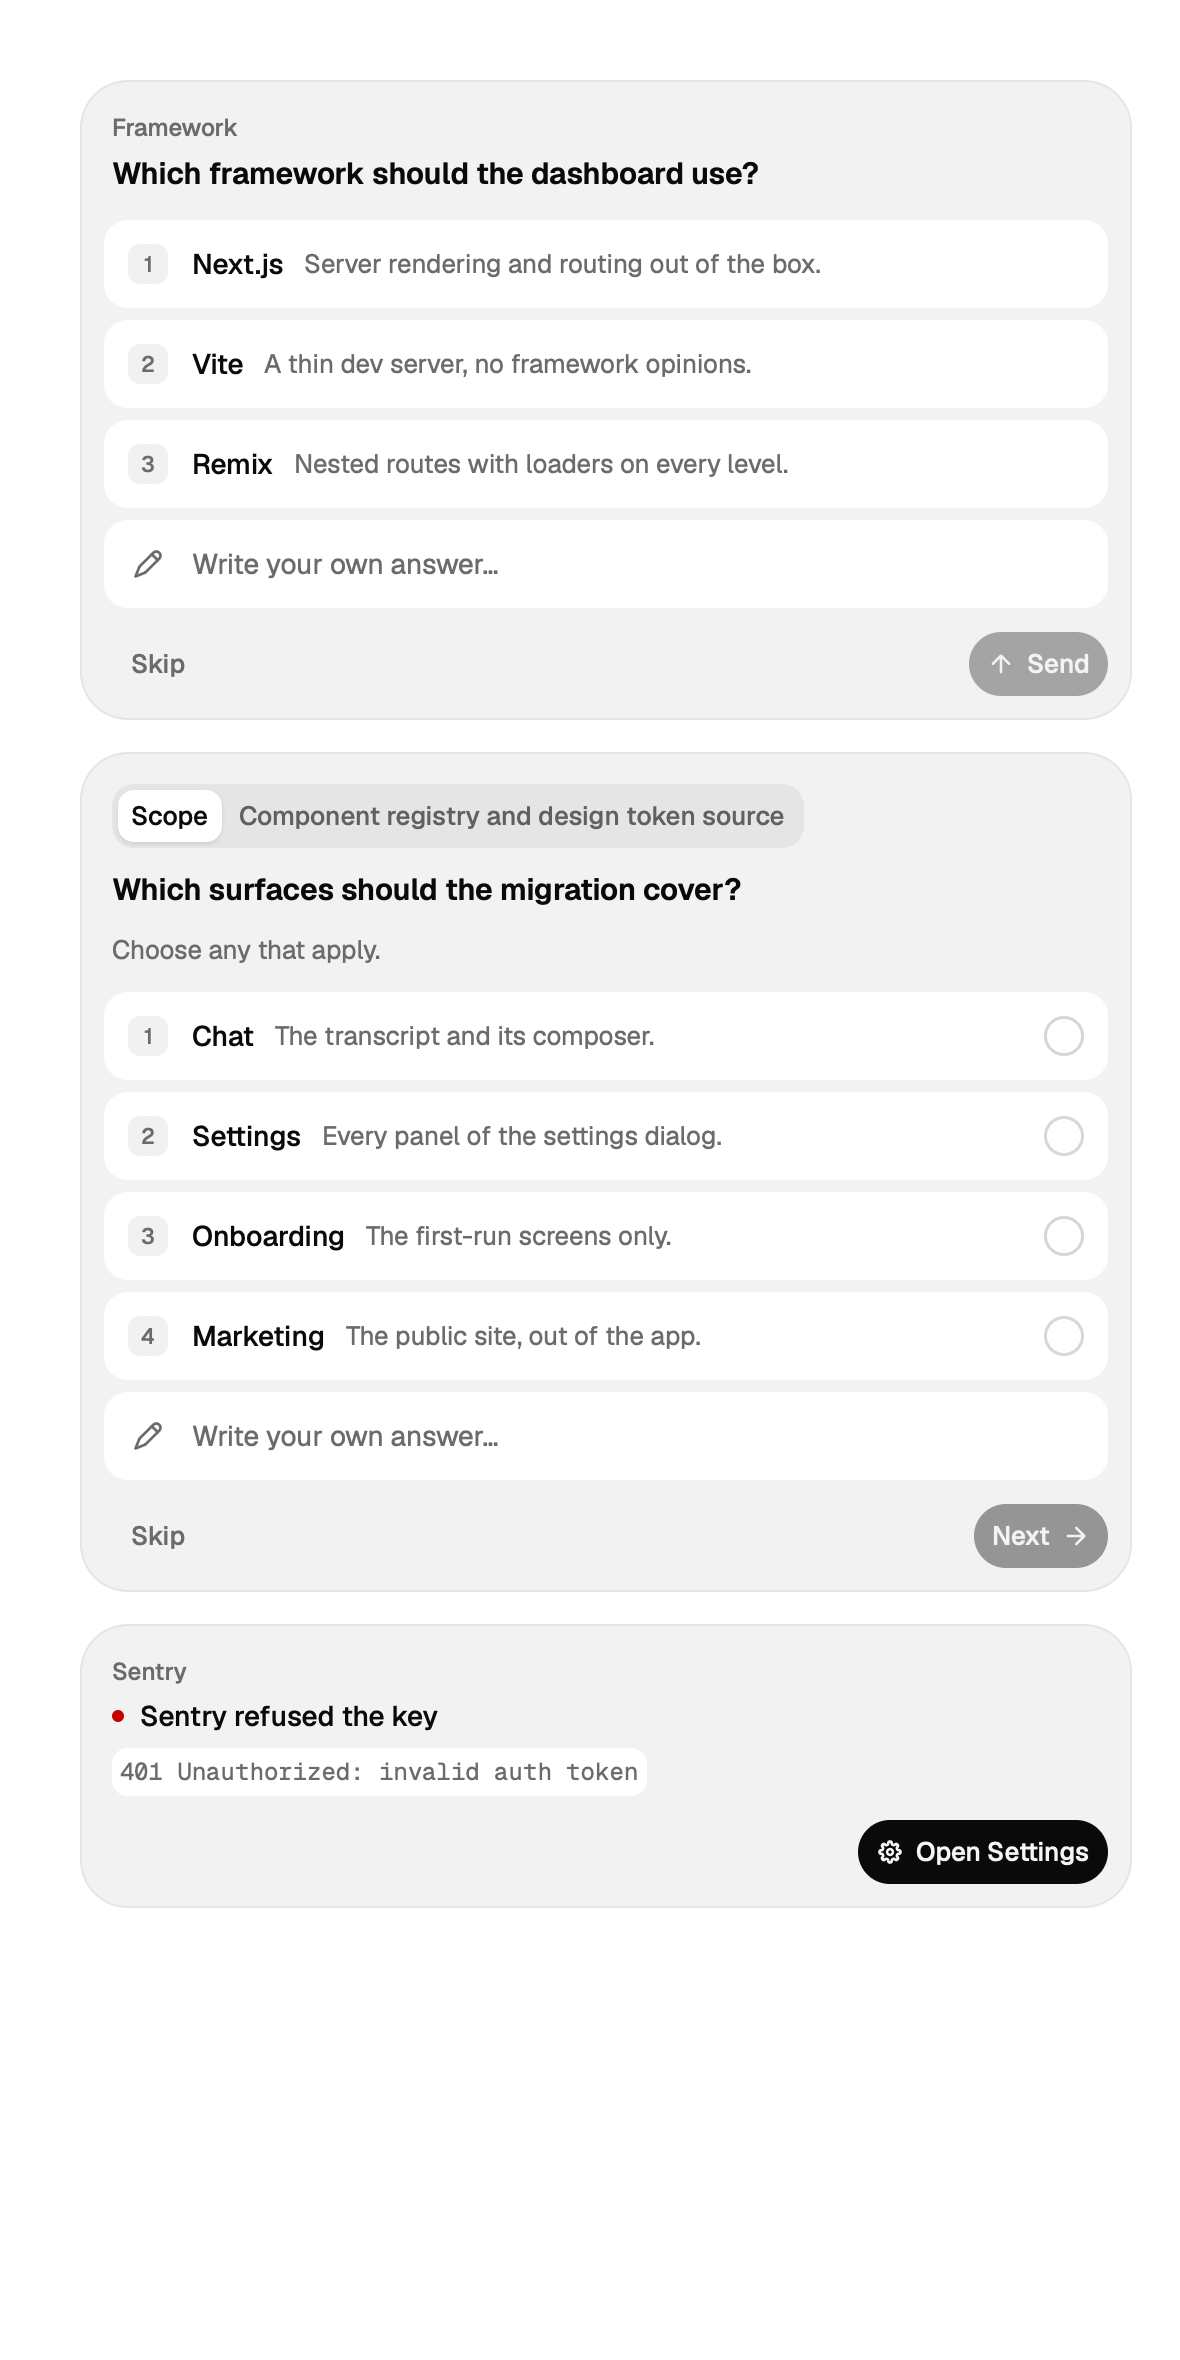 Framework
Which framework should the dashboard use?
1 Next.js Server rendering and routing out of the box.
2 Vite A thin dev server, no framework opinions.
3 Remix Nested routes with loaders on every level.
Write your own answer...
Skip Send
Scope Component registry and design token source
Which surfaces should the migration cover?
Choose any that apply.
1 Chat The transcript and its composer.
2 Settings Every panel of the settings dialog.
3 Onboarding The first-run screens only.
4 Marketing The public site, out of the app.
Write your own answer...
Skip Next
Sentry
Sentry refused the key
401 Unauthorized: invalid auth token
Open Settings